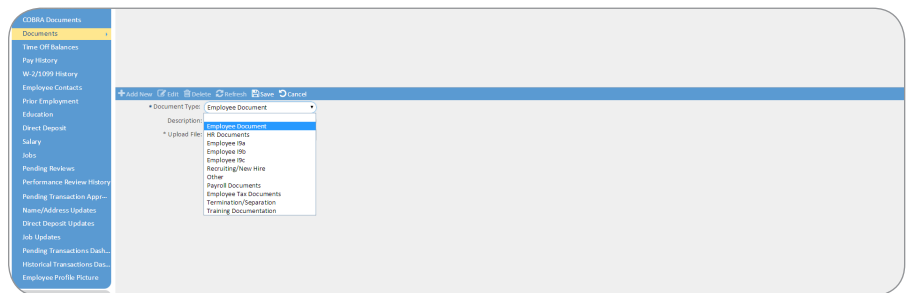 COBRA Documents
Documents
Time Off Balances
Pay History
W-2/1099 History
Employee Contacts
Prior Employment
Education
Direct Deposit
Salary
Jobs
Pending Reviews
Performance Review History
Pending Transaction Appr...
Name/Address Updates
Direct Deposit Updates
Job Updates
Pending Transactions Dash...
Historical Transactions Das...
Employee Profile Picture
Add New Edit Delete Refresh Save Cancel
* Document Type: Employee Document
Description:
* Upload File:
Employee Document
HR Documents
Employee I9a
Employee I9b
Employee I9c
Recruiting/New Hire
Other
Payroll Documents
Employee Tax Documents
Termination/Separation
Training Documentation